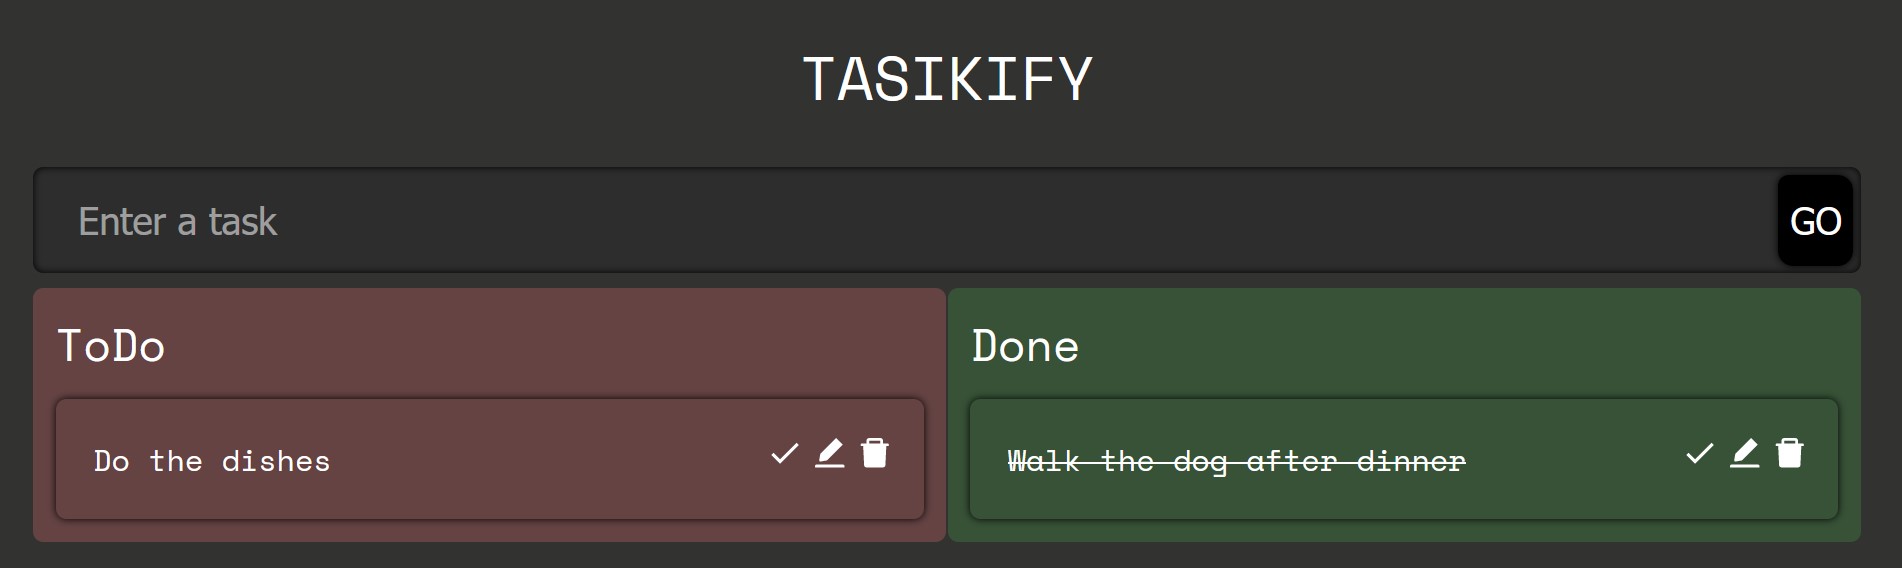 TASIKIFY
Enter a task
GO
ToDo
Done
Do the dishes
Walk the dog after dinner